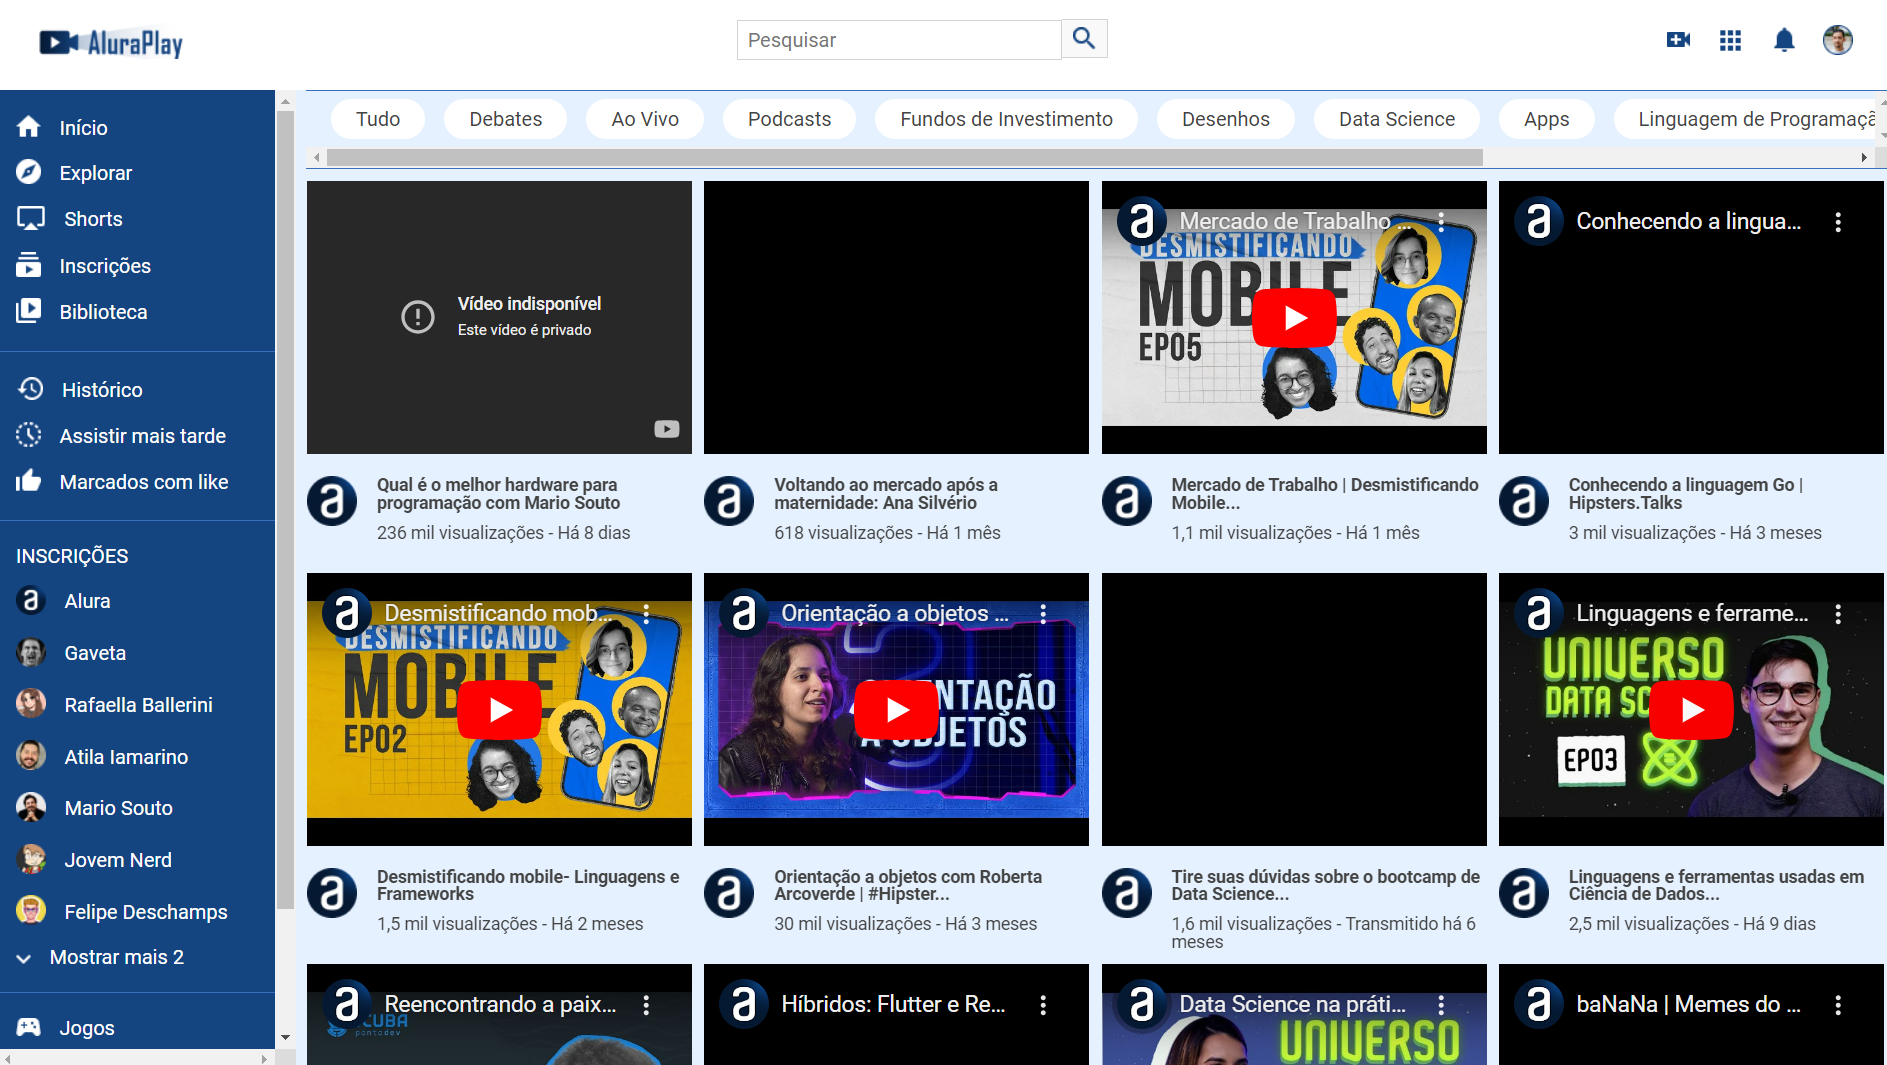 AluraPlay
Pesquisar
Início
Explorar
Shorts
Inscrições
Biblioteca
Histórico
Assistir mais tarde
Marcados com like
INSCRIÇÕES
Alura
Gaveta
Rafaella Ballerini
Atila Iamarino
Mario Souto
Jovem Nerd
Felipe Deschamps
Mostrar mais 2
Jogos
Tudo
Debates
Ao Vivo
Podcasts
Fundos de Investimento
Desenhos
Data Science
Apps
Linguagem de Programaçã
Vídeo indisponível
Este vídeo é privado
Qual é o melhor hardware para
programação com Mario Souto
236 mil visualizações - Há 8 dias
Voltando ao mercado após a
maternidade: Ana Silvério
618 visualizações - Há 1 mês
a Mercado de Trabalho ...
DESMISTIFICANDO
MOBILE
EP05
Mercado de Trabalho | Desmistificando
Mobile...
1,1 mil visualizações - Há 1 mês
a Conhecendo a lingua...
Conhecendo a linguagem Go |
Hipsters.Talks
3 mil visualizações - Há 3 meses
a Desmistificando mob...
DESMISTIFICANDO
MOBILE
EP02
Desmistificando mobile- Linguagens e
Frameworks
1,5 mil visualizações - Há 2 meses
a Orientação a objetos ...
ORIENTAÇÃO
A OBJETOS
Orientação a objetos com Roberta
Arcoverde | #Hipster...
30 mil visualizações - Há 3 meses
Tire suas dúvidas sobre o bootcamp de
Data Science...
1,6 mil visualizações - Transmitido há 6
meses
a Linguagens e ferrame...
UNIVERSO
DATA SC
EP03
Linguagens e ferramentas usadas em
Ciência de Dados...
2,5 mil visualizações - Há 9 dias
a Reencontrando a paix...
pontodev
a Híbridos: Flutter e Re...
a Data Science na práti...
UNIVERSO
a baNaNa | Memes do ...